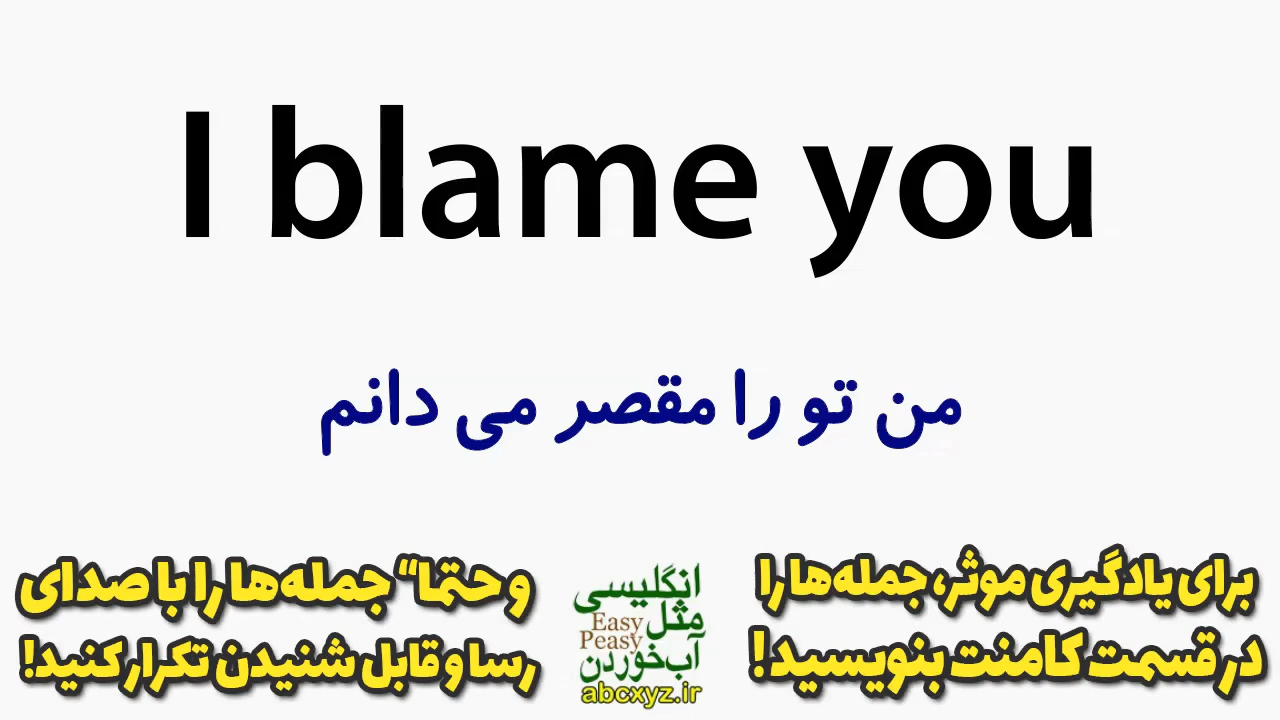 I blame you
من تو را مقصر می دانم
برای یادگیری موثر، جمله‌ها را
در قسمت کامنت بنویسید!
انگلیسی
مثل
Easy
Peasy
آب‌خوردن
abcxyz.ir
و حتما“ جمله‌ها را با صدای
رسا و قابل شنیدن تکرار کنید!